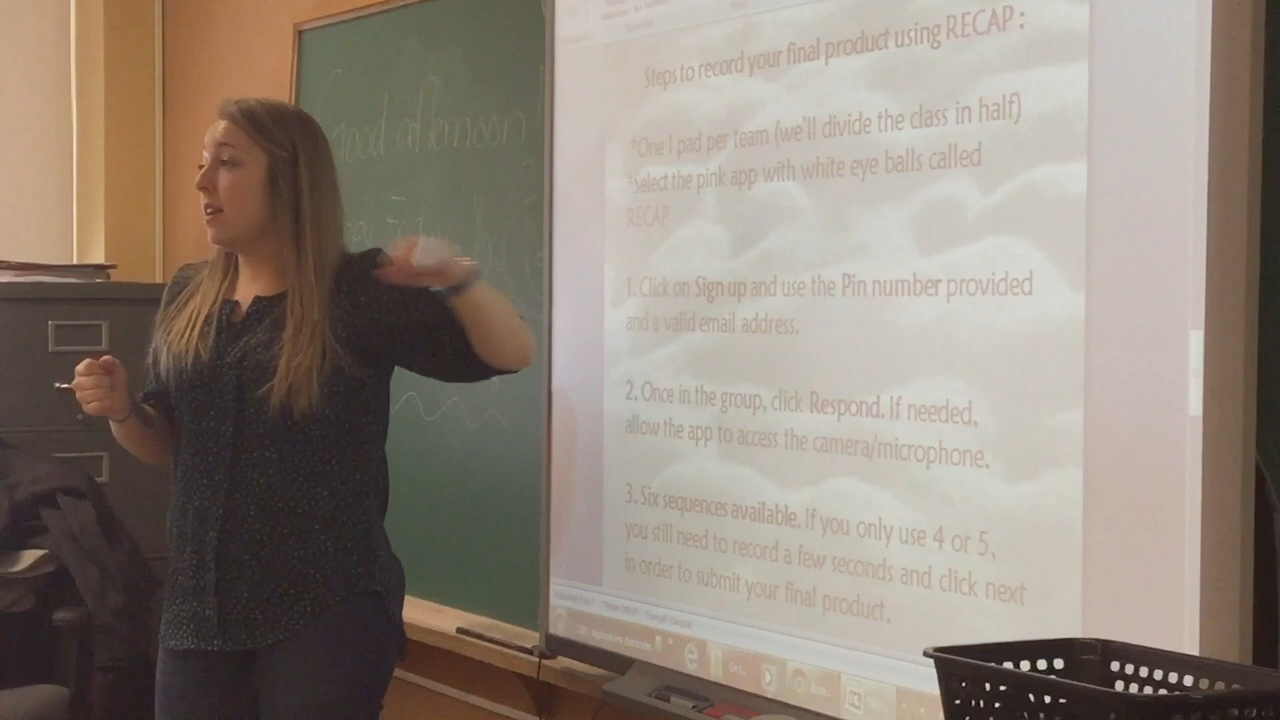 good afternoon
Steps to record your final product using RECAP :
*One I pad per team (we'll divide the class in half)
*Select the pink app with white eye balls called
RECAP
1. Click on Sign up and use the Pin number provided
and a valid email address.
2. Once in the group, click Respond. If needed,
allow the app to access the camera/microphone.
3. Six sequences available. If you only use 4 or 5,
you still need to record a few seconds and click next
in order to submit your final product.